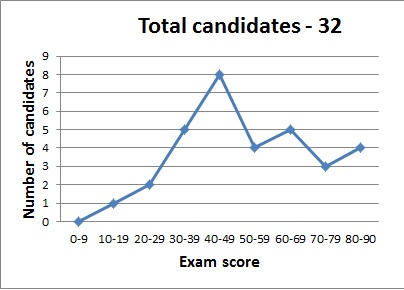 Total candidates - 32
Number of candidates
9
8
7
6
5
4
3
2
1
0
0-9 10-19 20-29 30-39 40-49 50-59 60-69 70-79 80-90
Exam score